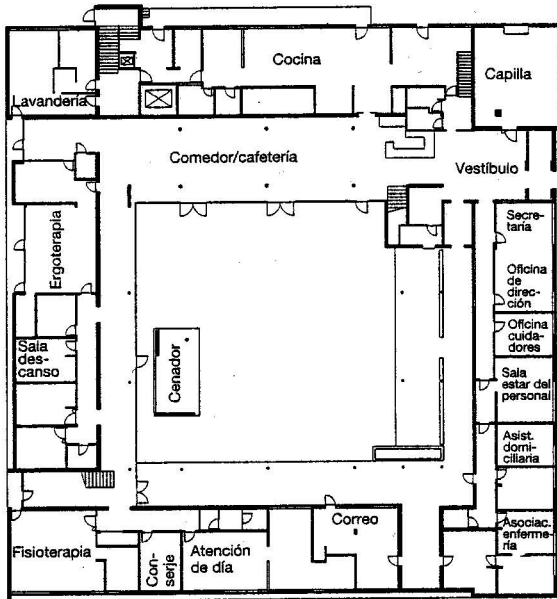 Cocina
Capilla
Lavandería
Comedor/cafetería
Vestíbulo
Ergoterapia
Secre-
taría
Oficina
de
direc-
ción
Oficina
cuida-
dores
Sala
des-
canso
Cenador
Sala
estar del
personal
Asist.
domi-
ciliaria
Correo
Asociac.
enferme-
ría
Fisioterapia
Con-
serje
Atención
de día